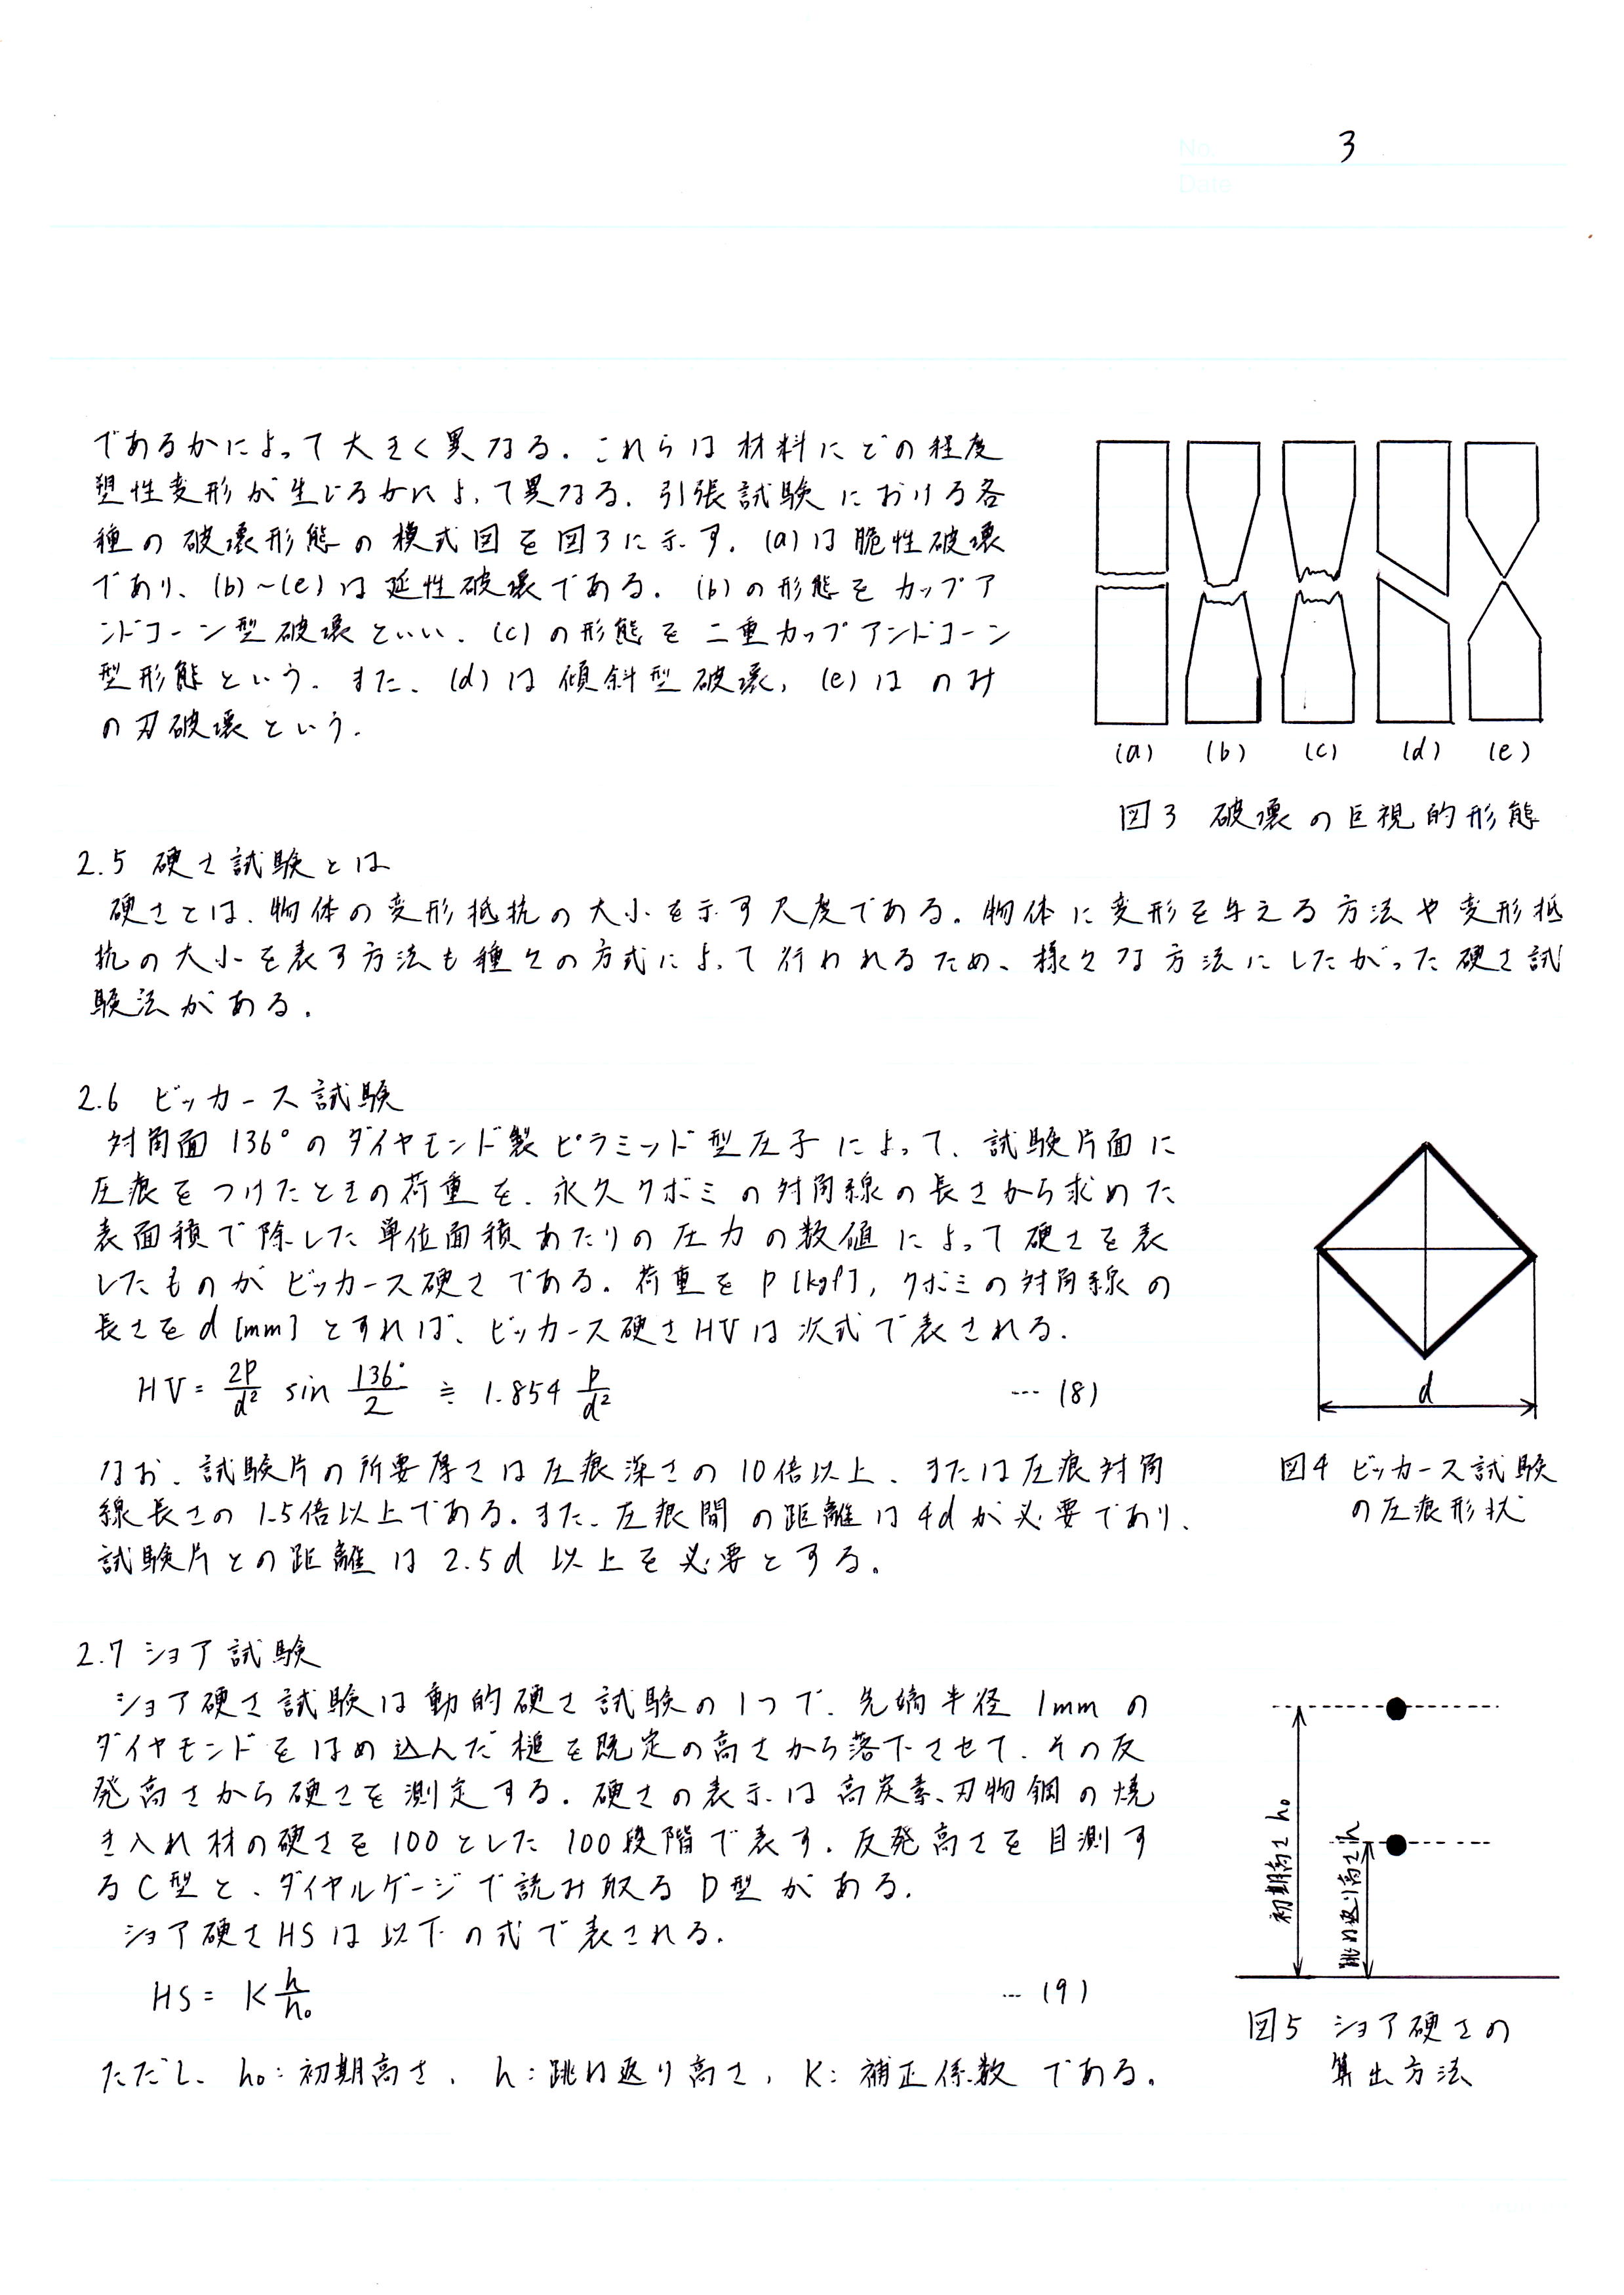 No.
3
Date
であるかによって大きく異なる. これらは材料にどの程度
塑性変形が生じるかによって異なる. 引張試験における各
種の破壊形態の模式図を図3に示す. (a)は脆性破壊
であり、(b)~(e)は延性破壊である. (b)の形態をカップア
ンドコーン型破壊といい、(c)の形態を二重カップアンドコーン
型形態という. また、(d)は傾斜型破壊, (e)はのみ
の刃破壊という.
(a) (b) (c) (d) (e)
図3 破壊の巨視的形態
2.5 硬さ試験とは
硬さとは、物体の変形抵抗の大小を示す尺度である. 物体に変形を与える方法や変形抵
抗の大小を表す方法も種々の方式によって行われるため、様々な方法にしたがった硬さ試
験法がある.
2.6 ビッカース試験
対角面136°のダイヤモンド製ピラミッド型圧子によって、試験片面に
圧痕をつけたときの荷重を、永久クボミの対角線の長さから求めた
表面積で除した単位面積あたりの圧力の数値によって硬さを表
したものがビッカース硬さである. 荷重をP[kgf], クボミの対角線の
長さをd[mm]とすれば、ビッカース硬さHVは次式で表される.
HV = 2P/d² sin 136°/2 ≒ 1.854 P/d² … (8)
d
図4 ビッカース試験
の圧痕形状
なお、試験片の所要厚さは圧痕深さの10倍以上、または圧痕対角
線長さの1.5倍以上である. また、圧痕間の距離は4dが必要であり、
試験片との距離は2.5d以上を必要とする.
2.7 ショア試験
ショア硬さ試験は動的硬さ試験の1つで、先端半径1mmの
ダイヤモンドをはめ込んだ槌を既定の高さから落下させて、その反
発高さから硬さを測定する. 硬さの表示は高炭素、刃物鋼の焼
き入れ材の硬さを100とした100段階で表す. 反発高さを目測す
るC型と、ダイヤルゲージで読み取るD型がある.
ショア硬さHSは以下の式で表される.
HS = K h/h₀ … (9)
初期高さ h₀
跳ね返り高さ h
図5 ショア硬さの
算出方法
ただし、h₀: 初期高さ, h: 跳ね返り高さ, K: 補正係数 である.